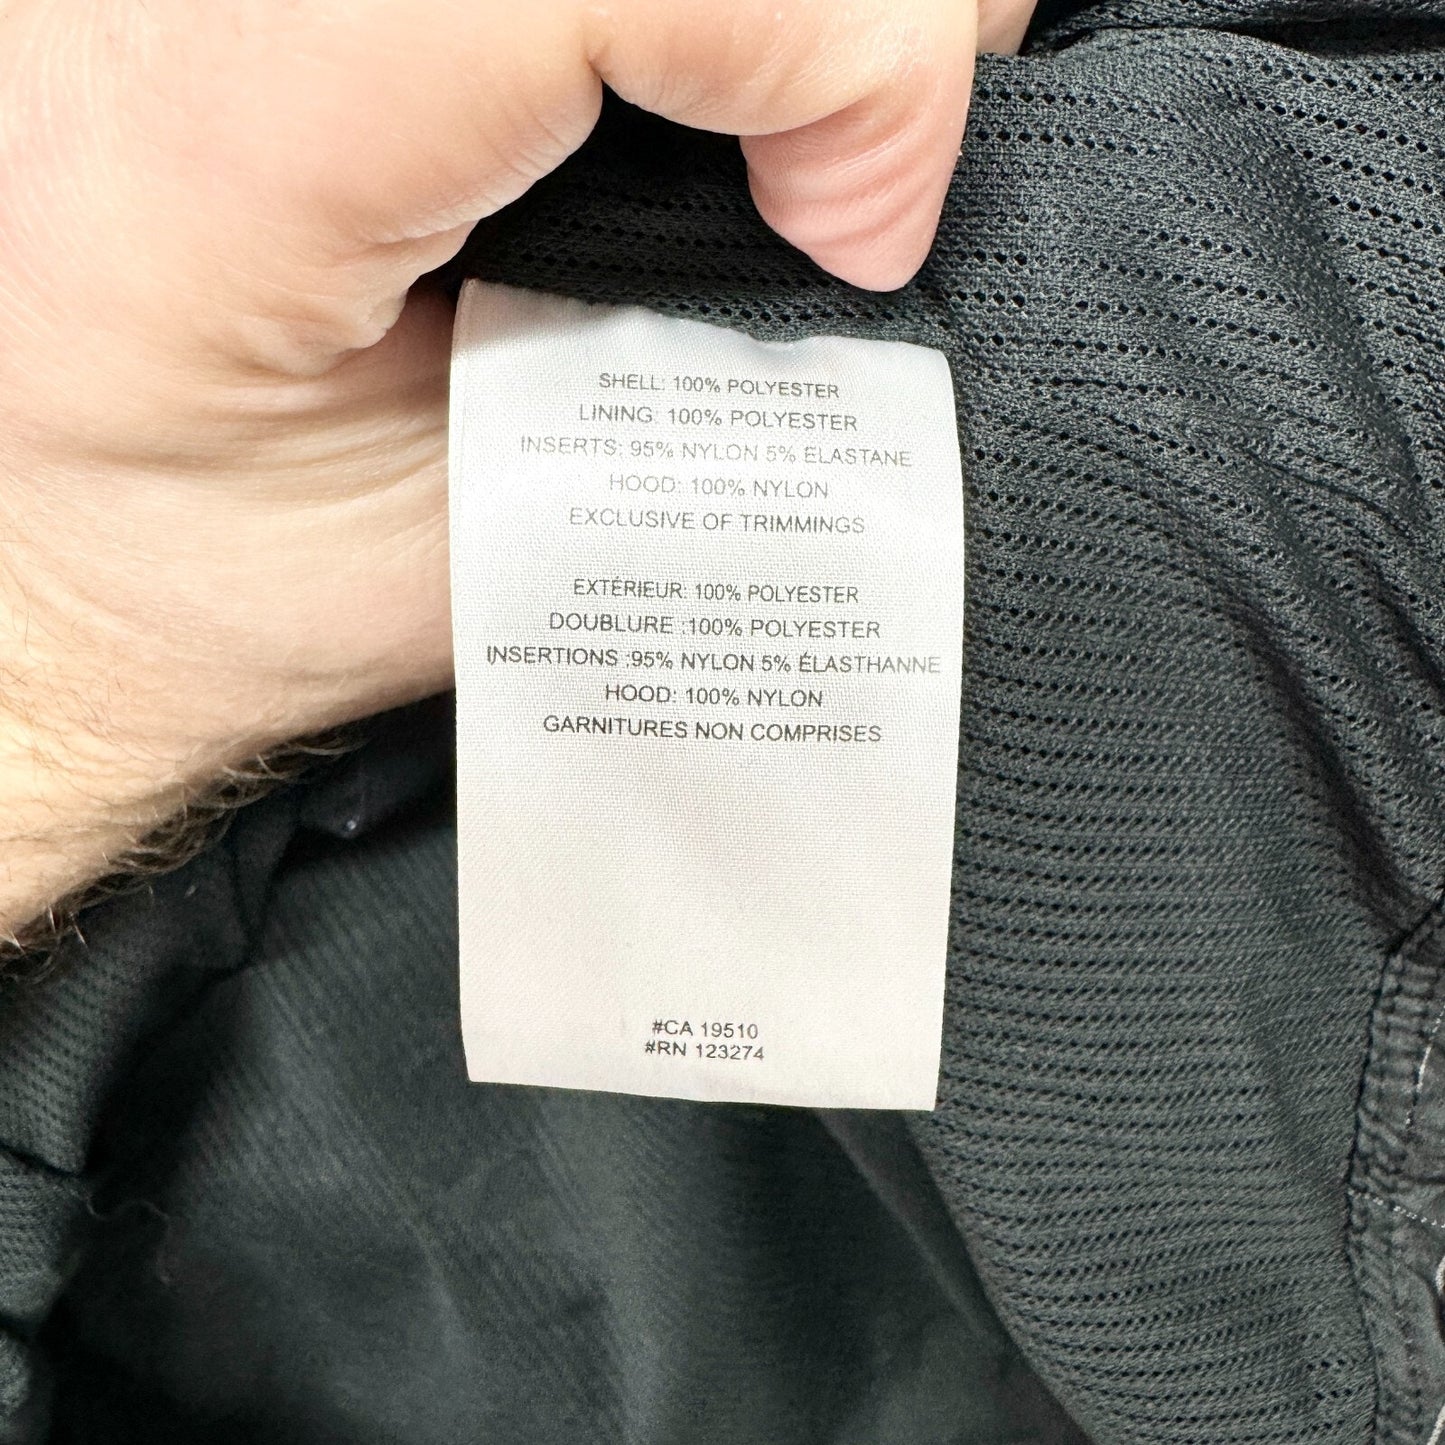 SHELL: 100% POLYESTER
LINING: 100% POLYESTER
INSERTS: 95% NYLON 5% ELASTANE
HOOD: 100% NYLON
EXCLUSIVE OF TRIMMINGS
EXTÉRIEUR: 100% POLYESTER
DOUBLURE :100% POLYESTER
INSERTIONS :95% NYLON 5% ÉLASTHANNE
HOOD: 100% NYLON
GARNITURES NON COMPRISES
#CA 19510
#RN 123274